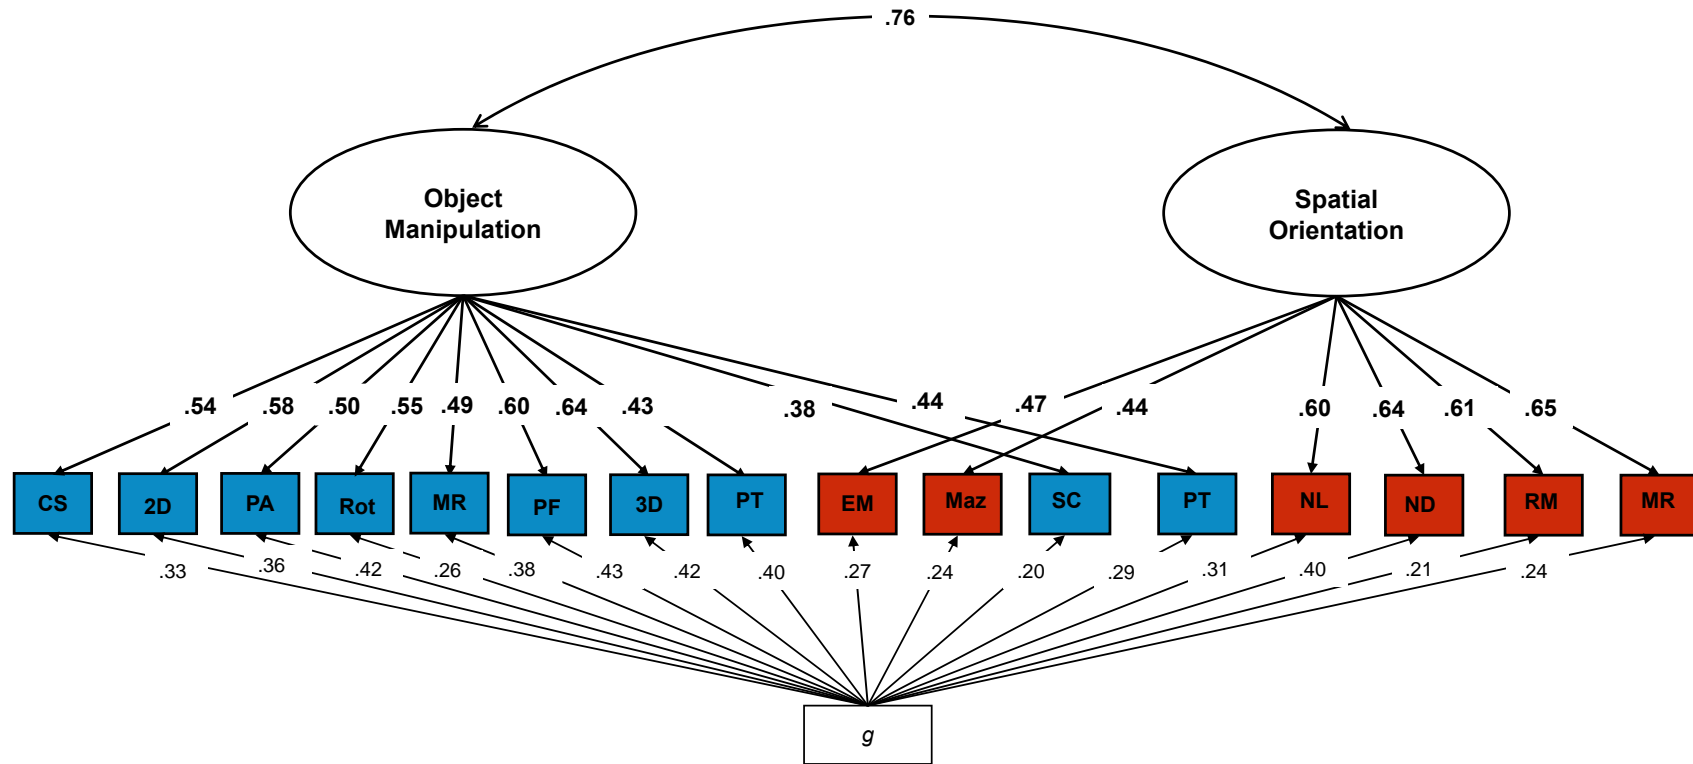 .76
Object
Manipulation
Spatial
Orientation
.54 .58 .50 .55 .49 .60 .64 .43 .38 .44 .47 .44 .60 .64 .61 .65
CS 2D PA Rot MR PF 3D PT EM Maz SC PT NL ND RM MR
.33 .36 .42 .26 .38 .43 .42 .40 .27 .24 .20 .29 .31 .40 .21 .24
g